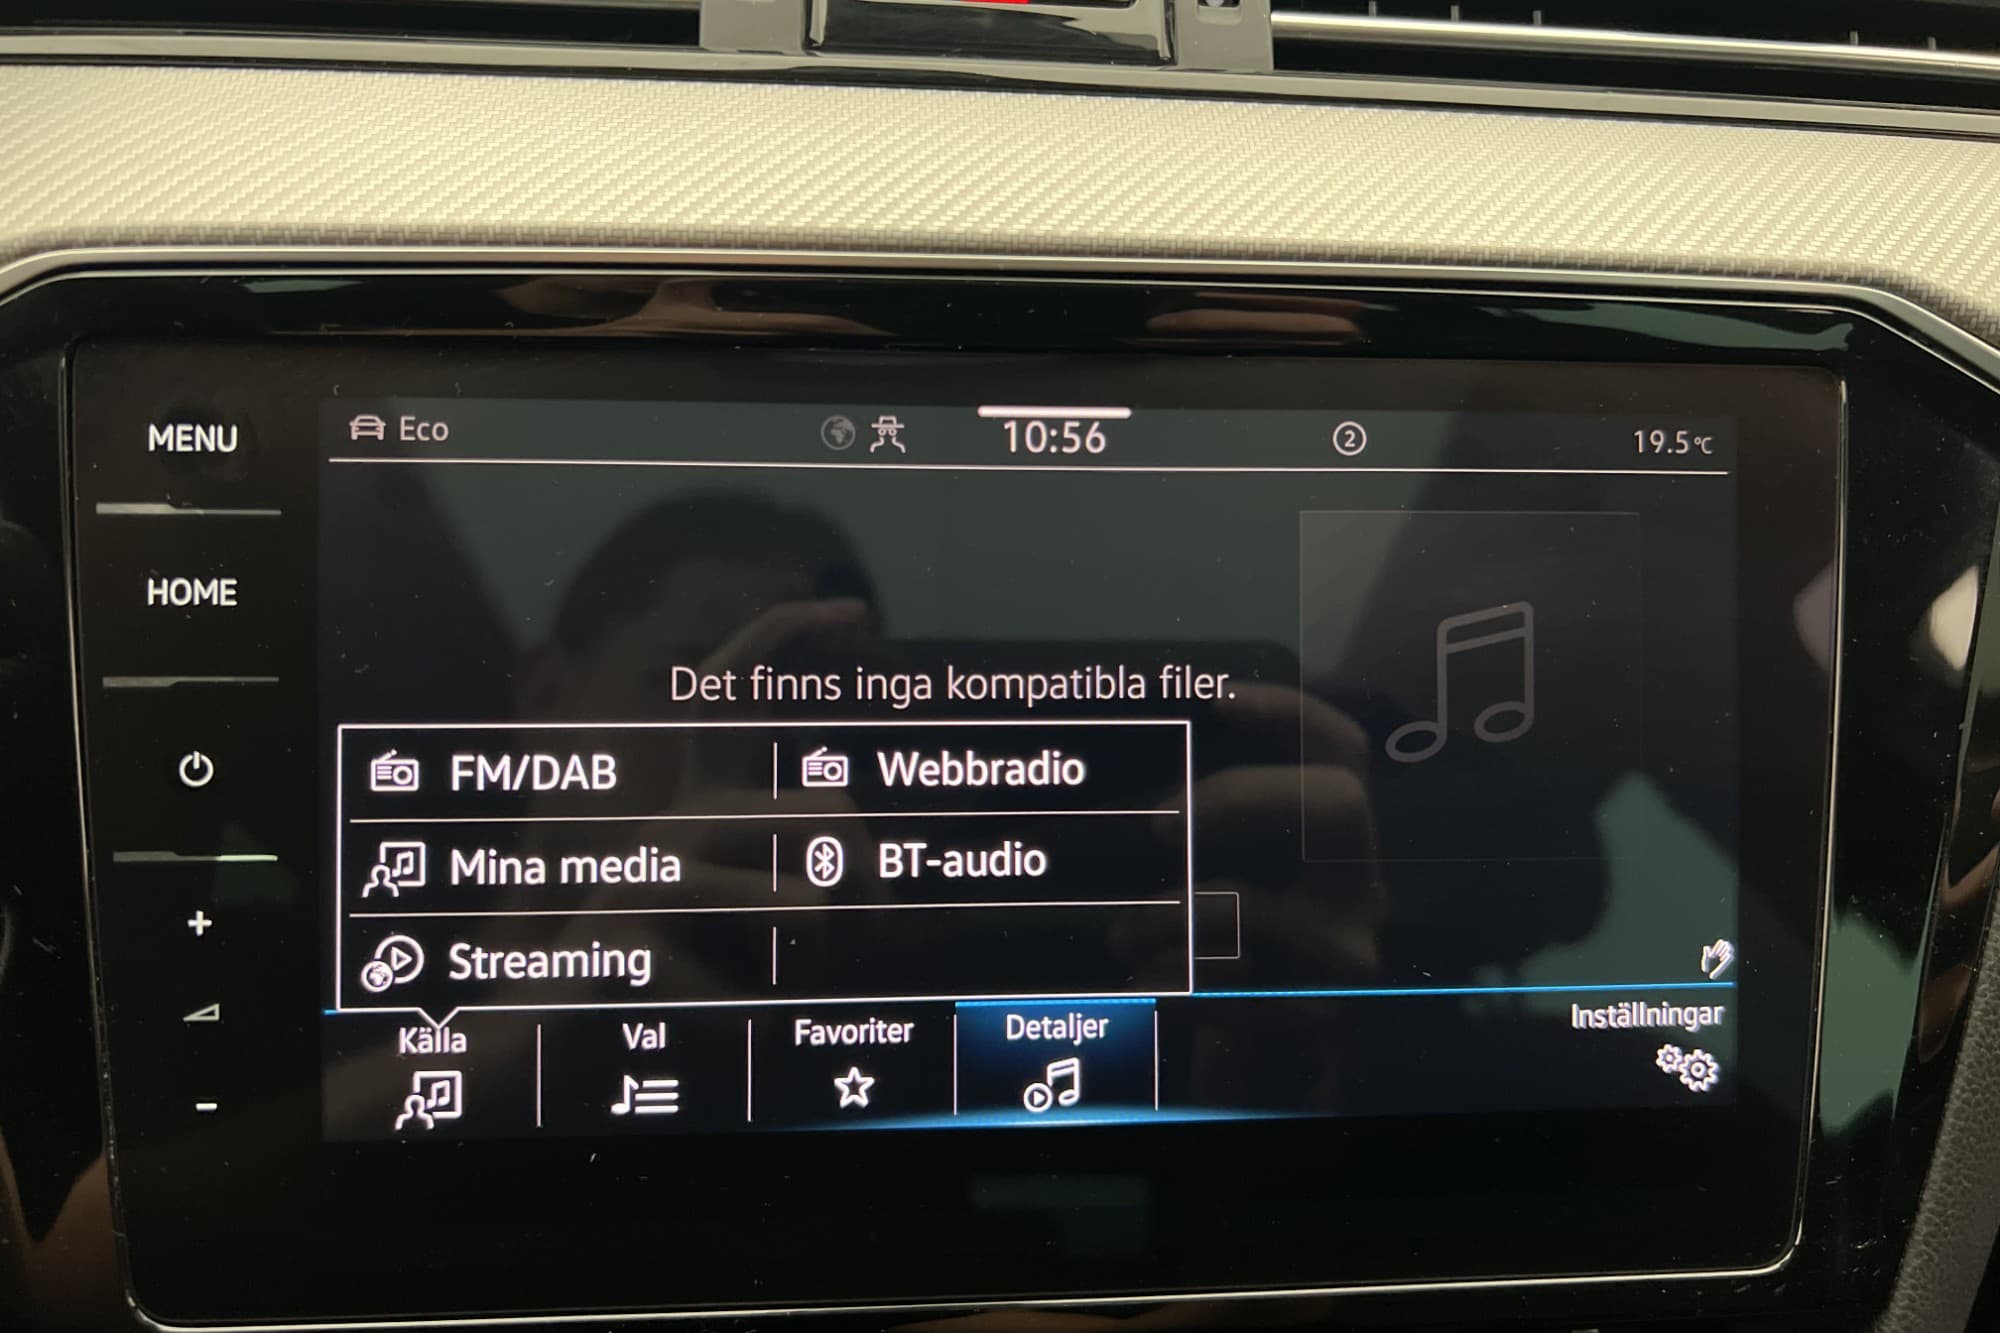 MENU
HOME
Eco
10:56
2
19.5°C
Det finns inga kompatibla filer.
FM/DAB
Webbradio
Mina media
BT-audio
Streaming
Källa
Val
Favoriter
Detaljer
Inställningar
+
-